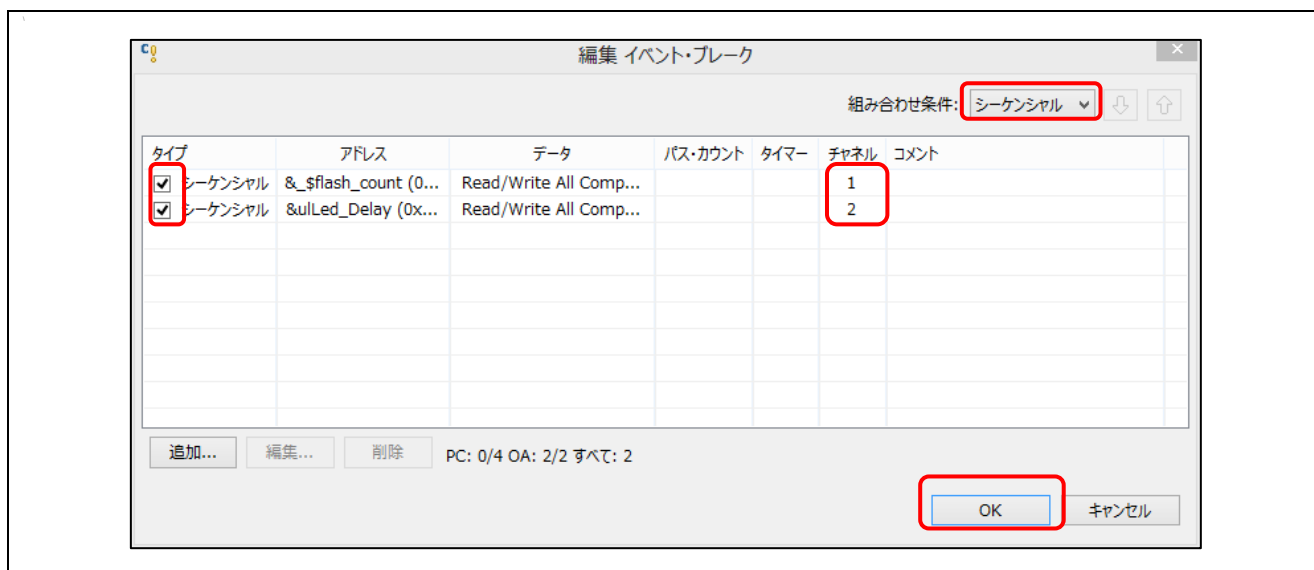 編集 イベント・ブレーク
組み合わせ条件: シーケンシャル
タイプ アドレス データ パス・カウント タイマー チャネル コメント
シーケンシャル &_$flash_count (0... Read/Write All Comp... 1
シーケンシャル &ulLed_Delay (0x... Read/Write All Comp... 2
追加... 編集... 削除 PC: 0/4 OA: 2/2 すべて: 2
OK キャンセル